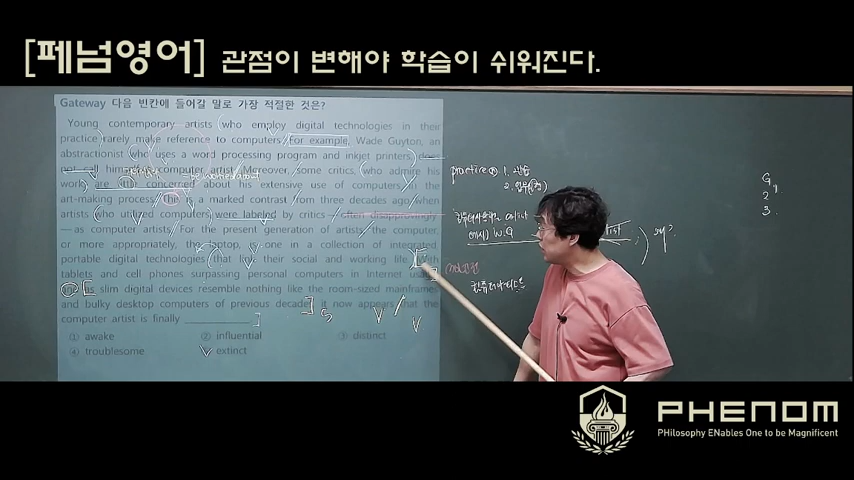 [페넘영어] 관점이 변해야 학습이 쉬워진다.
Gateway 다음 빈칸에 들어갈 말로 가장 적절한 것은?
Young contemporary artists who employ digital technologies in their
practice rarely make reference to computers. For example, Wade Guyton, an
abstractionist who uses a word processing program and inkjet printers, does
not call himself a computer artist. Moreover, some critics, who admire his
work, are concerned about his extensive use of computers in the
art-making process. This is a marked contrast from three decades ago when
artists who utilized computers were labeled by critics — often disapprovingly
— as computer artists. For the present generation of artists, the computer,
or more appropriately, the laptop, is one in a collection of integrated
portable digital technologies that link their social and working life. With
tablets and cell phones surpassing personal computers in Internet usage,
and as slim digital devices resemble nothing like the room-sized mainframes
and bulky desktop computers of previous decades, it now appears that the
computer artist is finally
① awake ② influential ③ distinct
④ troublesome extinct
practice 1.
2.
W.G
G
1.
2
3.
PHENOM
PHilosophy ENables One to be Magnificent